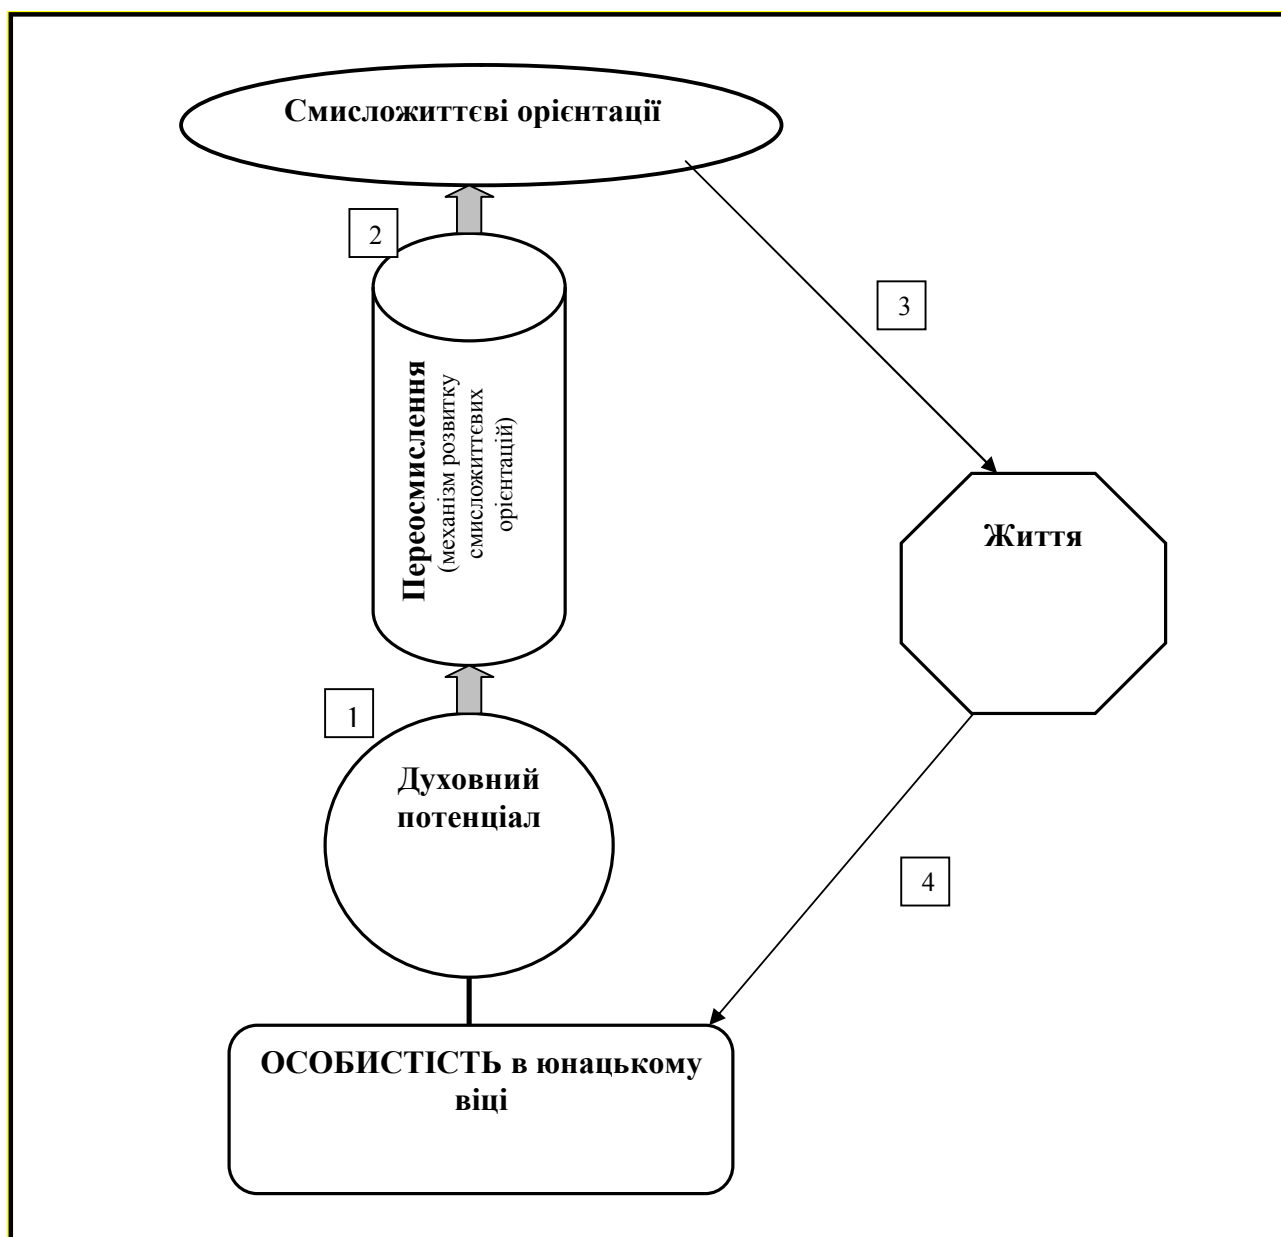 Смисложиттєві орієнтації
2
3
Переосмислення
(механізм розвитку
смисложиттєвих
орієнтацій)
Життя
1
Духовний
потенціал
4
ОСОБИСТІСТЬ в юнацькому
віці